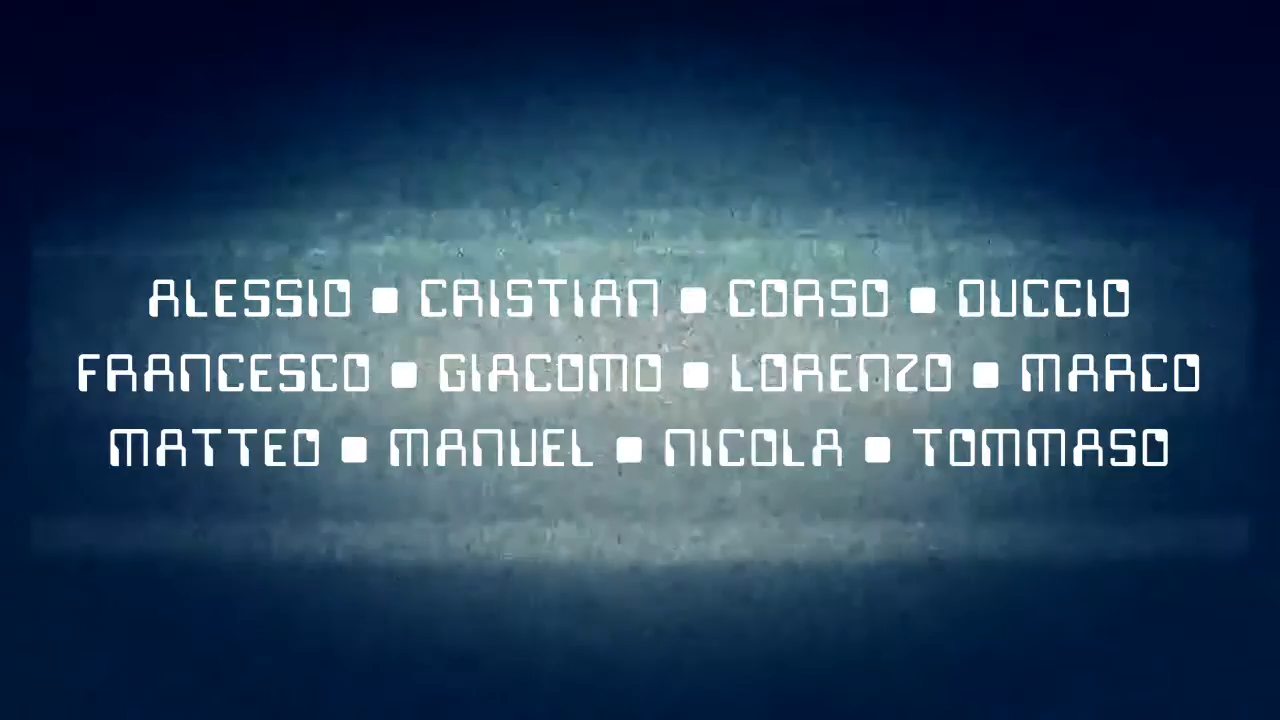 ALESSIO ■ CRISTIAN ■ CORSO ■ DUCCIO
FRANCESCO ■ GIACOMO ■ LORENZO ■ MARCO
MATTEO ■ MANUEL ■ NICOLA ■ TOMMASO